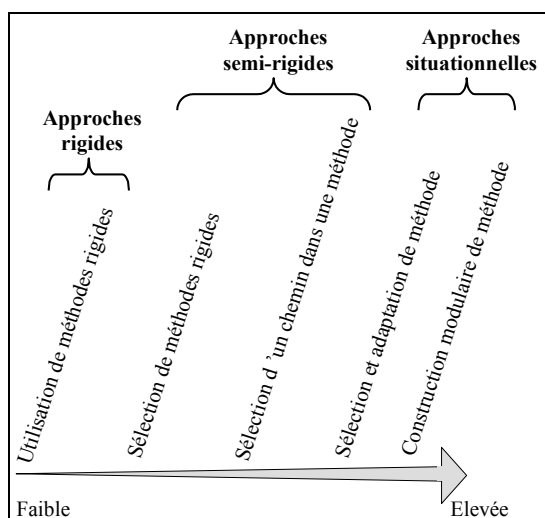 Approches
semi-rigides
Approches
situationnelles
Approches
rigides
Utilisation de méthodes rigides
Sélection de méthodes rigides
Sélection d ’un chemin dans une méthode
Sélection et adaptation de méthode
Construction modulaire de méthode
Faible
Elevée